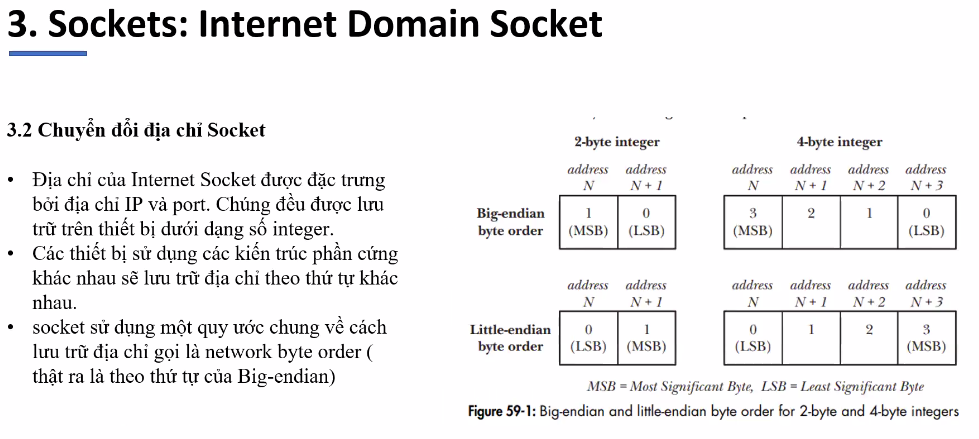 3. Sockets: Internet Domain Socket
3.2 Chuyển đổi địa chỉ Socket
• Địa chỉ của Internet Socket được đặc trưng
bởi địa chỉ IP và port. Chúng đều được lưu
trữ trên thiết bị dưới dạng số integer.
• Các thiết bị sử dụng các kiến trúc phần cứng
khác nhau sẽ lưu trữ địa chỉ theo thứ tự khác
nhau.
• socket sử dụng một quy ước chung về cách
lưu trữ địa chỉ gọi là network byte order (
thật ra là theo thứ tự của Big-endian)
2-byte integer 4-byte integer
address address address address address address
N N + 1 N N + 1 N + 2 N + 3
Big-endian 1 0 3 2 1 0
byte order (MSB) (LSB) (MSB) (LSB)
address address address address address address
N N + 1 N N + 1 N + 2 N + 3
Little-endian 0 1 0 1 2 3
byte order (LSB) (MSB) (LSB) (MSB)
MSB = Most Significant Byte, LSB = Least Significant Byte
Figure 59-1: Big-endian and little-endian byte order for 2-byte and 4-byte integers